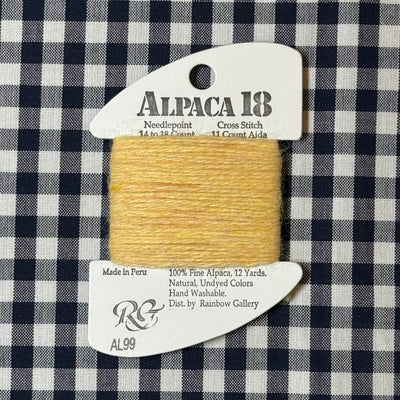 ALPACA 18
Needlepoint Cross Stitch
14 to 18 Count 11 Count Aida
Made in Peru
100% Fine Alpaca, 12 Yards.
Natural, Undyed Colors
Hand Washable.
Dist. by Rainbow Gallery
RG
AL99